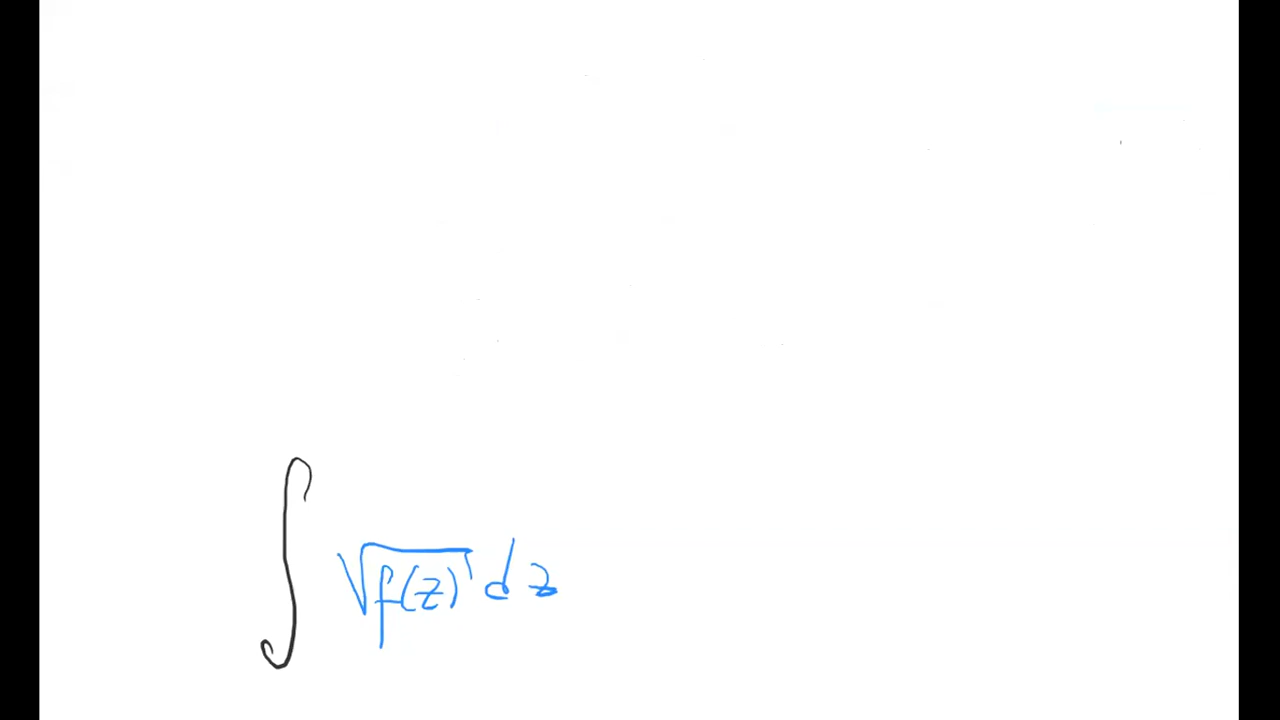 ∫ √f(z) dz